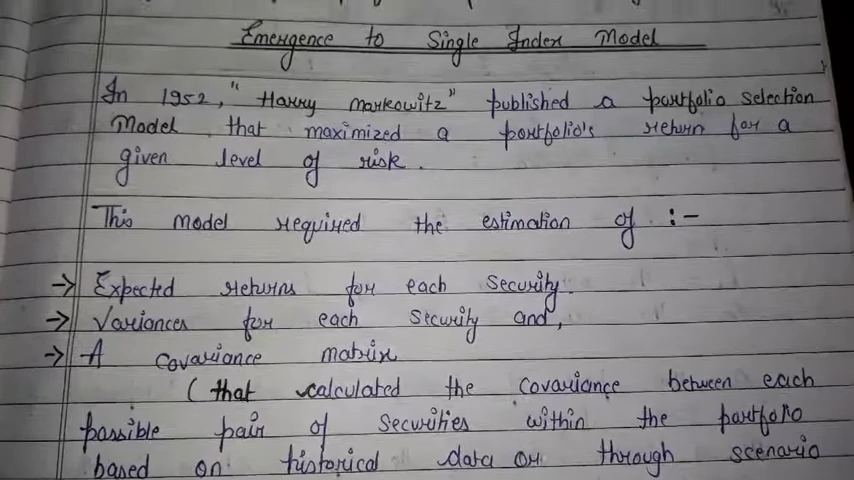 Emergence to Single Index Model
In 1952, "Harry Markowitz" published a portfolio selection
Model that maximized a portfolio's return for a
given level of risk.
This model required the estimation of :-
→ Expected returns for each security.
→ Variances for each security and,
→ A covariance matrix
(that calculated the covariance between each
possible pair of securities within the portfolio
based on historical data or through scenario